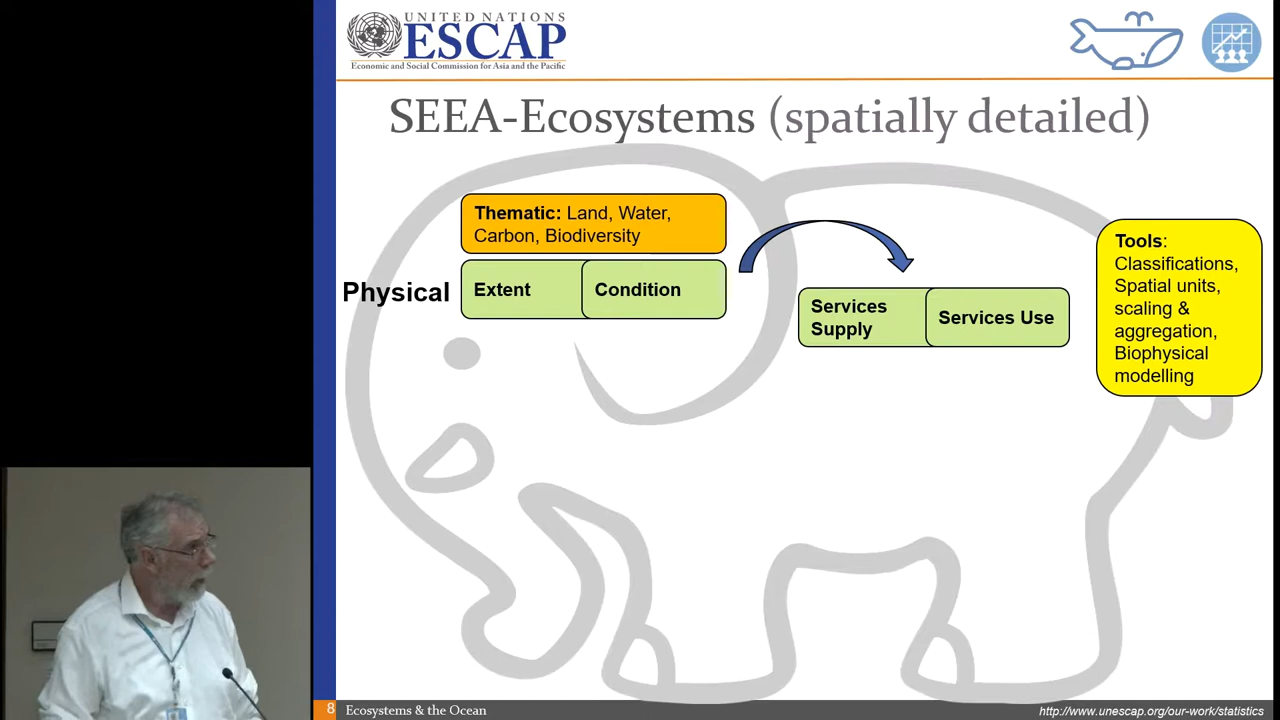 UNITED NATIONS
ESCAP
Economic and Social Commission for Asia and the Pacific
SEEA-Ecosystems (spatially detailed)
Thematic: Land, Water,
Carbon, Biodiversity
Physical
Extent
Condition
Services
Supply
Services Use
Tools:
Classifications,
Spatial units,
scaling &
aggregation,
Biophysical
modelling
8
Ecosystems & the Ocean
http://www.unescap.org/our-work/statistics